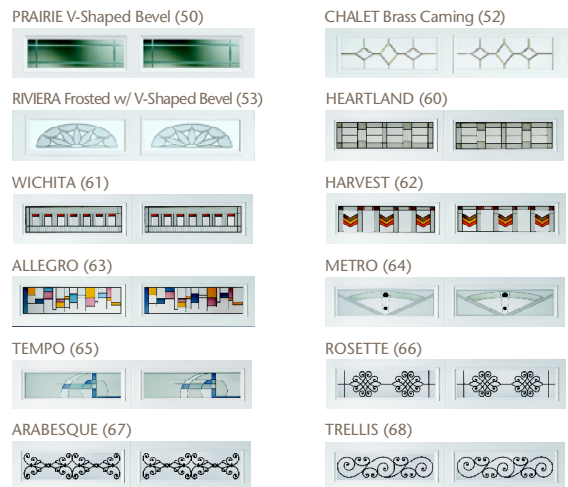 PRAIRIE V-Shaped Bevel (50)
CHALET Brass Caming (52)
RIVIERA Frosted w/ V-Shaped Bevel (53)
HEARTLAND (60)
WICHITA (61)
HARVEST (62)
ALLEGRO (63)
METRO (64)
TEMPO (65)
ROSETTE (66)
ARABESQUE (67)
TRELLIS (68)